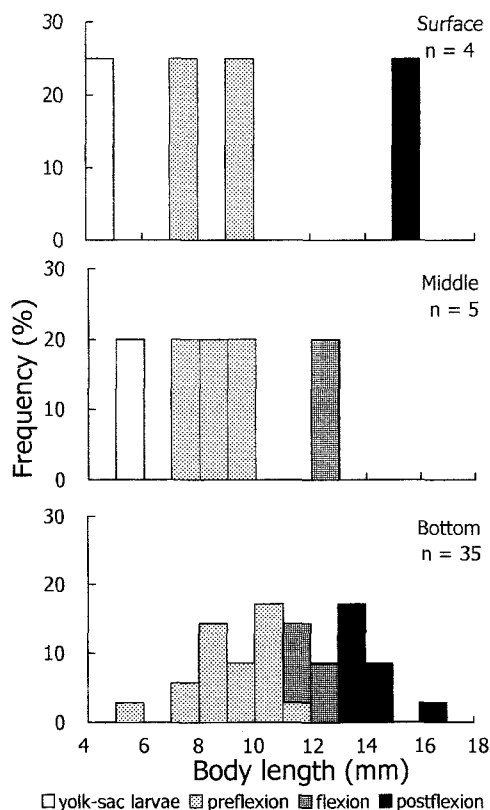 Surface
n = 4
30
20
10
0
Middle
n = 5
30
20
10
0
Frequency (%)
Bottom
n = 35
30
20
10
0
4 6 8 10 12 14 16 18
Body length (mm)
yolk-sac larvae preflexion flexion postflexion